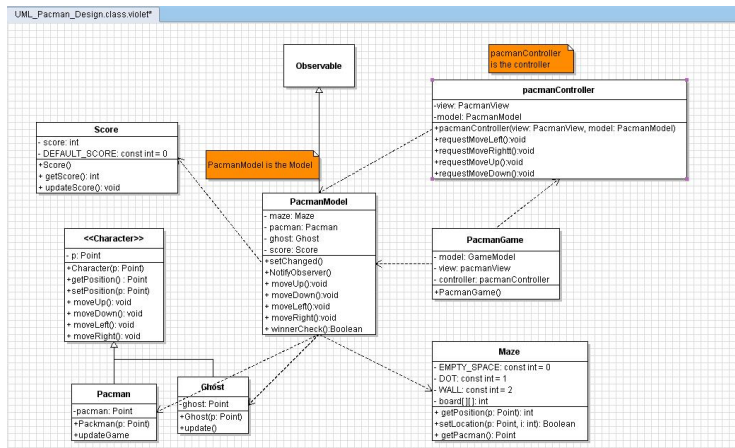 UML_Pacman_Design.class.violet*
Observable
pacmanController
is the controller
pacmanController
-view: PacmanView
-model: PacmanModel
+pacmanController(view: PacmanView, model: PacmanModel)
+requestMoveLeft():void
+requestMoveRightt():void
+requestMoveUp():void
+requestMoveDown():void
Score
- score: int
- DEFAULT_SCORE: const int = 0
+Score()
+ getScore(): int
+ updateScore(): void
PacmanModel is the Model
PacmanModel
- maze: Maze
- pacman: Pacman
- ghost: Ghost
- score: Score
+setChanged()
+NotifyObserver()
+ moveUp():void
+ moveDown():void
+ moveLeft():void
+ moveRight():void
+ winnerCheck():Boolean
<<Character>>
- p: Point
+Character(p: Point)
+getPosition() : Point
+setPosition(p: Point)
+ moveUp(): void
+ moveDown(): void
+ moveLeft(): void
+ moveRight(): void
PacmanGame
- model: GameModel
- view: pacmanView
- controller: pacmanController
+PacmanGame()
Pacman
-pacman: Point
+Packman(p: Point)
+updateGame
Ghost
-ghost: Point
+Ghost(p: Point)
+update()
Maze
- EMPTY_SPACE: const int = 0
- DOT: const int = 1
- WALL: const int = 2
- board[][]: int
+ getPosition(p: Point): int
+setLocation(p: Point, i: int): Boolean
+getPacman(): Point